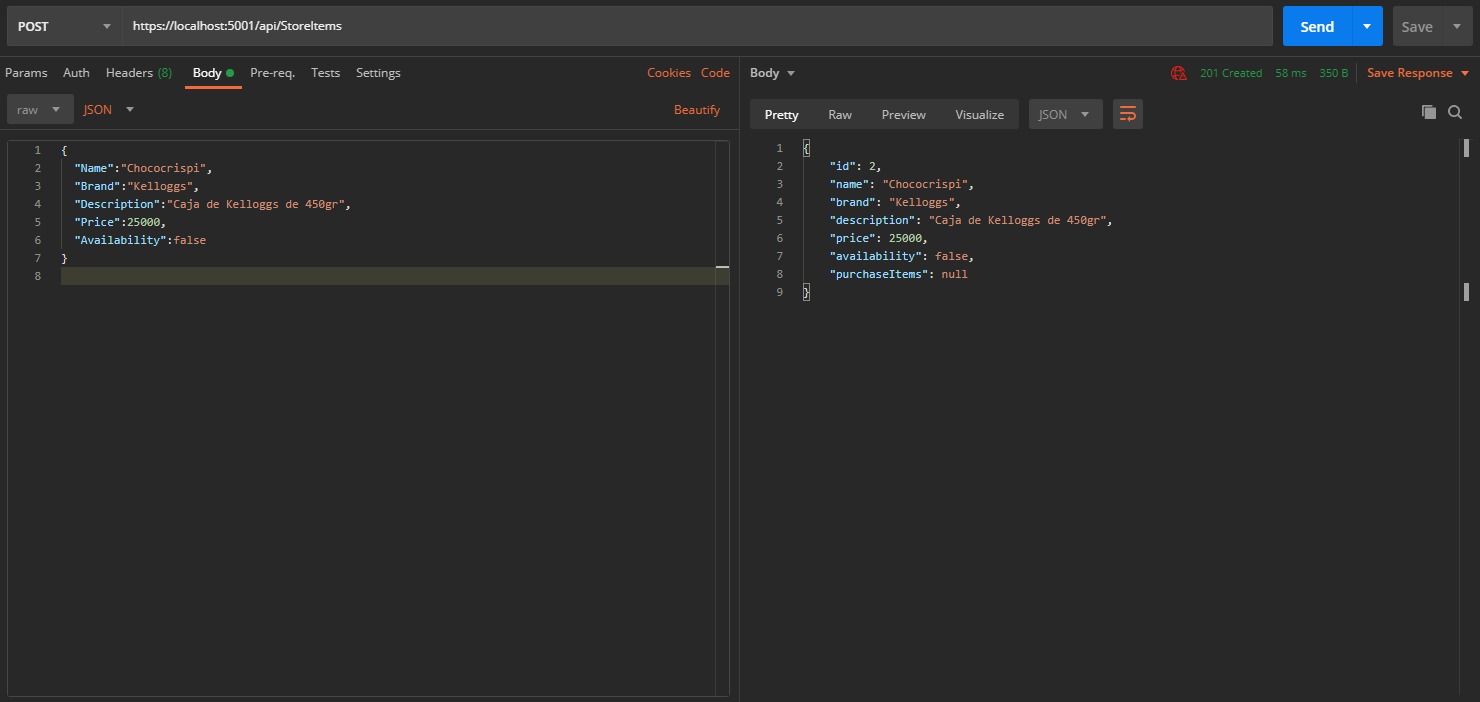 POST https://localhost:5001/api/StoreItems Send Save
Params Auth Headers (8) Body Pre-req. Tests Settings Cookies Code
raw JSON Beautify
1 {
2 "Name":"Chococrispi",
3 "Brand":"Kelloggs",
4 "Description":"Caja de Kelloggs de 450gr",
5 "Price":25000,
6 "Availability":false
7 }
8
Body 201 Created 58 ms 350 B Save Response
Pretty Raw Preview Visualize JSON
1 {
2 "id": 2,
3 "name": "Chococrispi",
4 "brand": "Kelloggs",
5 "description": "Caja de Kelloggs de 450gr",
6 "price": 25000,
7 "availability": false,
8 "purchaseItems": null
9 }